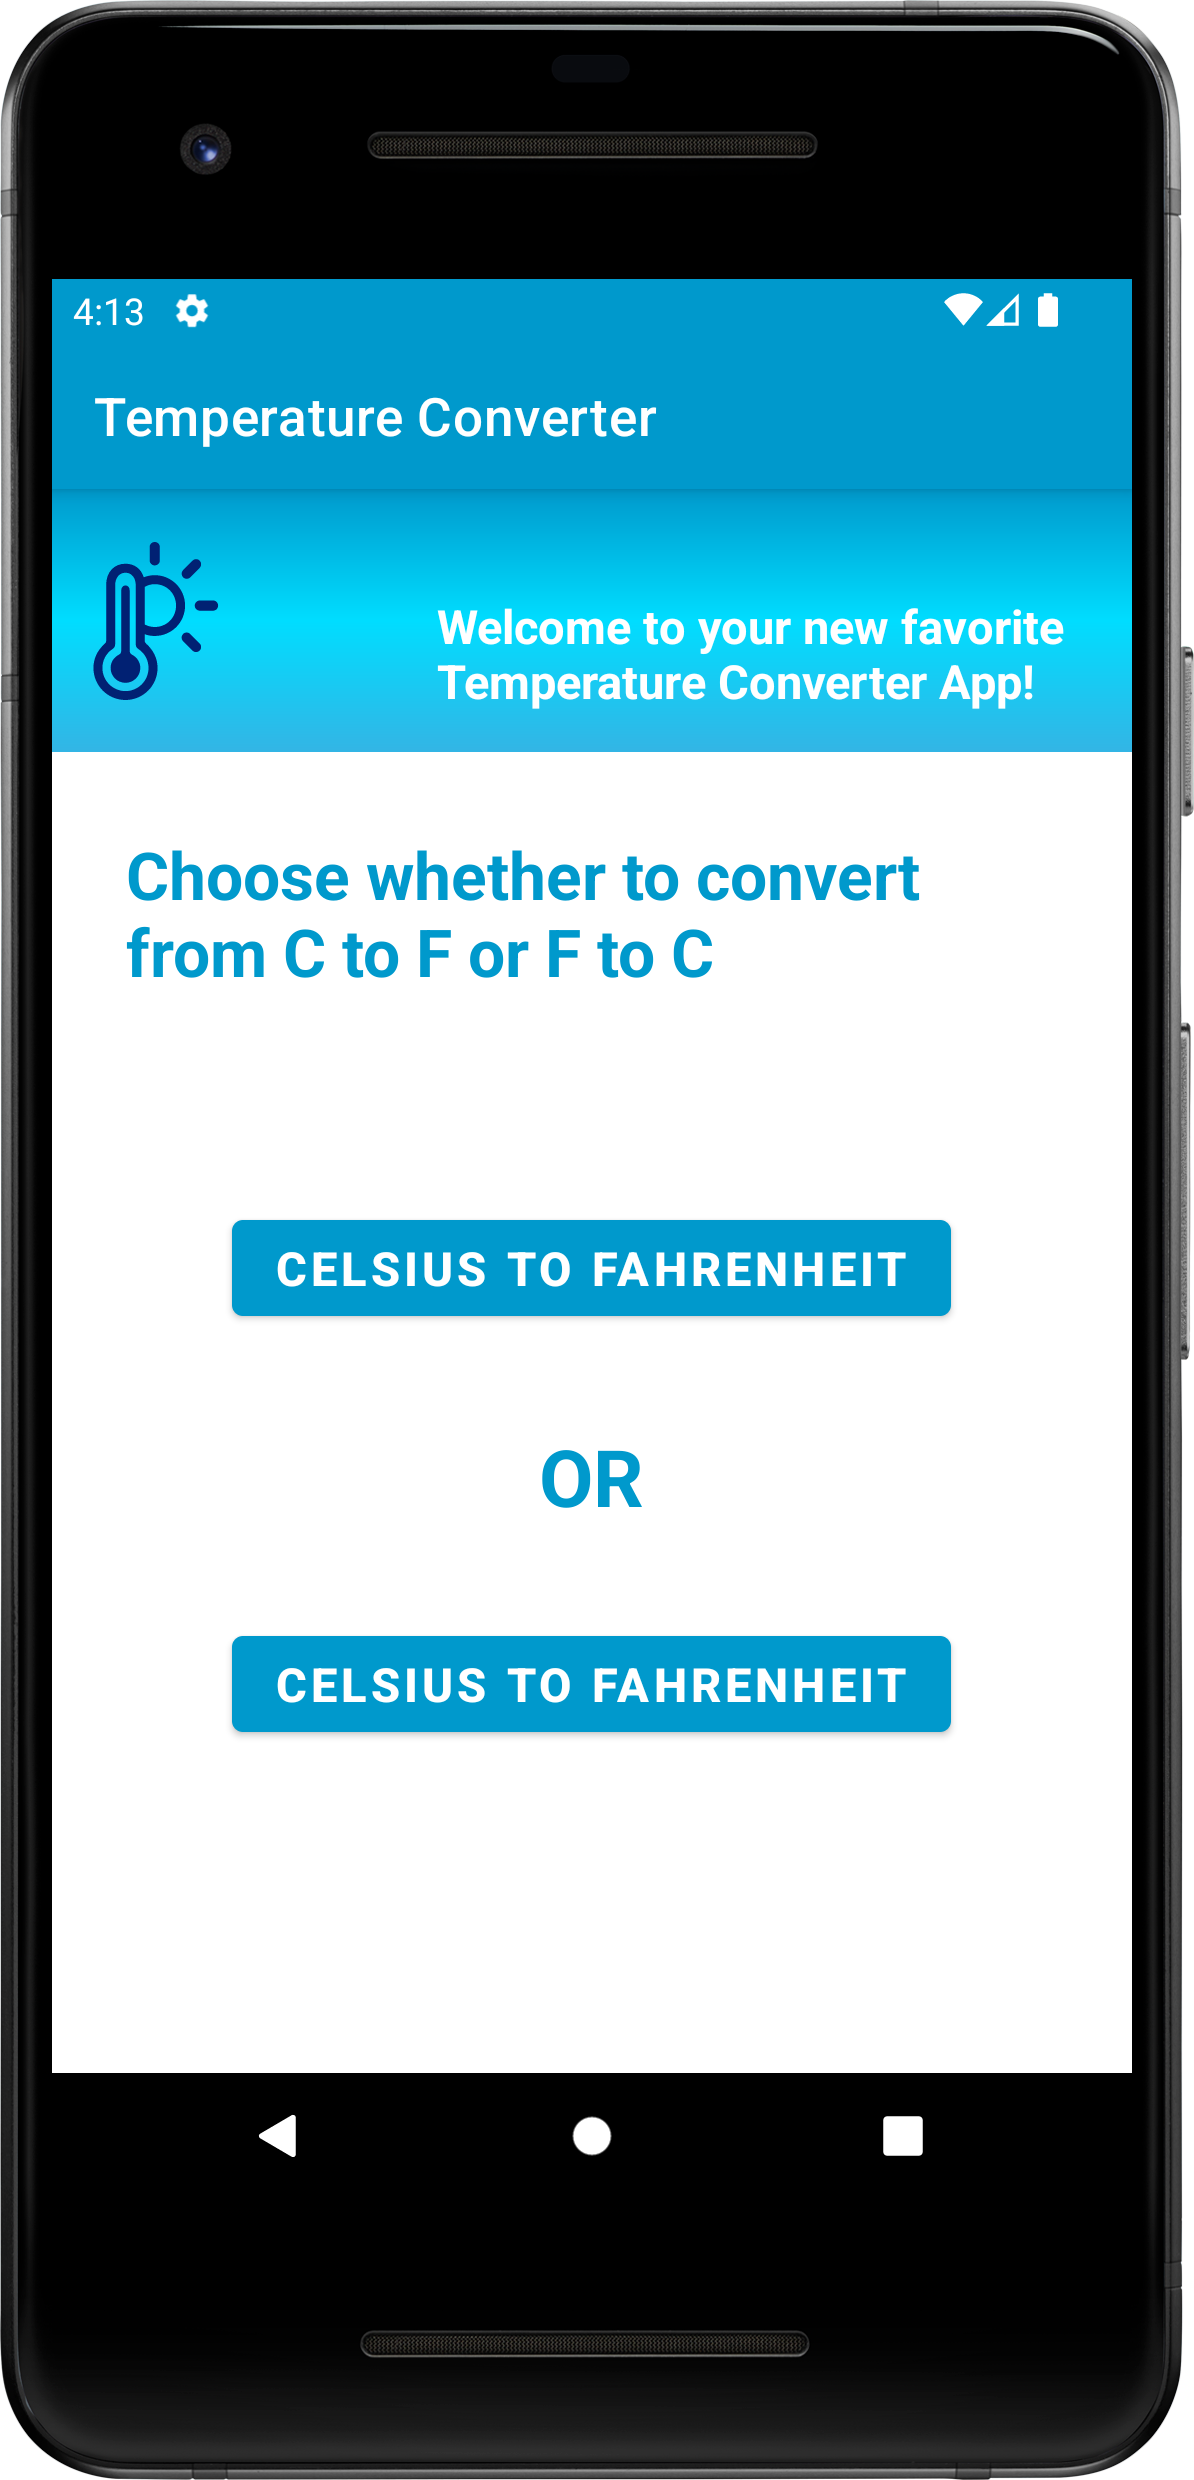 4:13
Temperature Converter
Welcome to your new favorite
Temperature Converter App!
Choose whether to convert
from C to F or F to C
CELSIUS TO FAHRENHEIT
OR
CELSIUS TO FAHRENHEIT